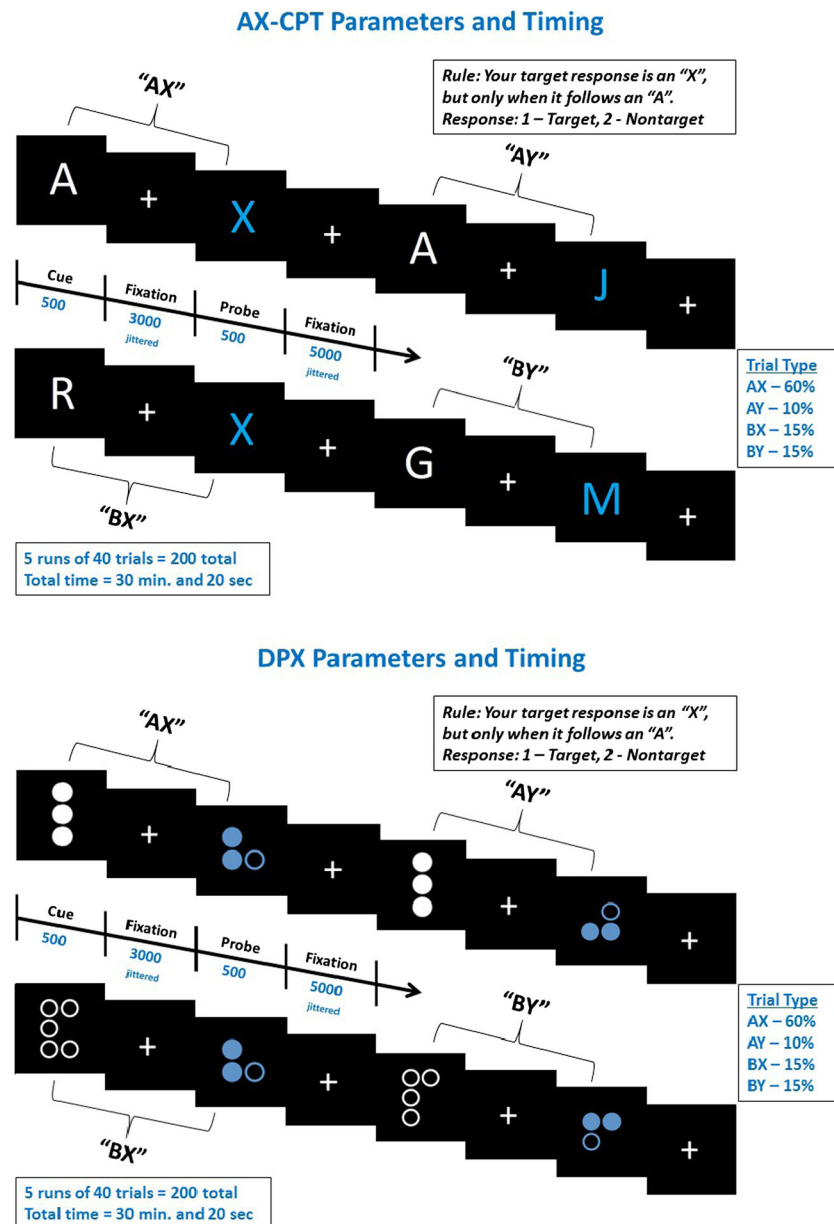 AX-CPT Parameters and Timing
“AX”
Rule: Your target response is an “X”,
but only when it follows an “A”.
Response: 1 – Target, 2 - Nontarget
“AY”
A
+
X
+
A
+
J
+
Cue
500
Fixation
3000
jittered
Probe
500
Fixation
5000
jittered
“BY”
Trial Type
AX – 60%
AY – 10%
BX – 15%
BY – 15%
R
+
X
+
G
+
M
+
“BX”
5 runs of 40 trials = 200 total
Total time = 30 min. and 20 sec
DPX Parameters and Timing
“AX”
Rule: Your target response is an “X”,
but only when it follows an “A”.
Response: 1 – Target, 2 - Nontarget
“AY”
+
+
+
+
Cue
500
Fixation
3000
jittered
Probe
500
Fixation
5000
jittered
“BY”
Trial Type
AX – 60%
AY – 10%
BX – 15%
BY – 15%
+
+
+
+
“BX”
5 runs of 40 trials = 200 total
Total time = 30 min. and 20 sec